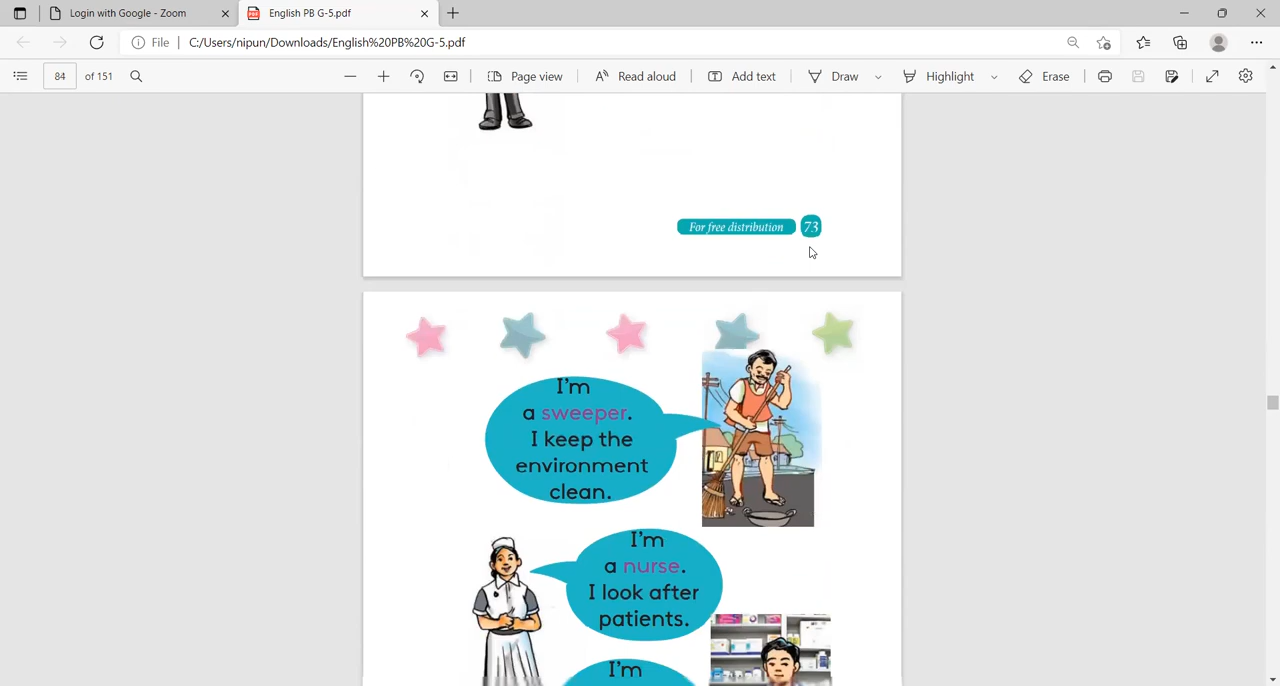 Login with Google - Zoom
English PB G-5.pdf
File
C:/Users/nipun/Downloads/English%20PB%20G-5.pdf
84 of 151
Page view
Read aloud
Add text
Draw
Highlight
Erase
For free distribution 73
I'm
a sweeper.
I keep the
environment
clean.
I'm
a nurse.
I look after
patients.
I'm